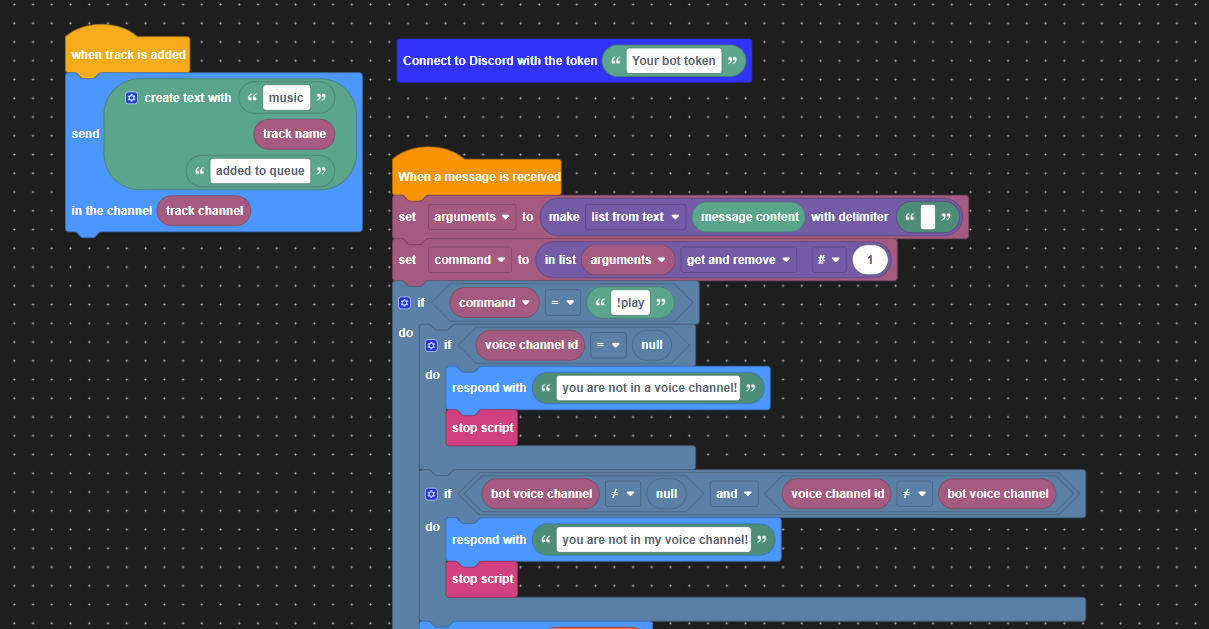 when track is added
create text with “ music ”
send
track name
“ added to queue ”
in the channel track channel
Connect to Discord with the token “ Your bot token ”
When a message is received
set arguments to make list from text message content with delimiter “ ”
set command to in list arguments get and remove # 1
if command = “ !play ”
do
if voice channel id = null
do
respond with “ you are not in a voice channel! ”
stop script
if bot voice channel ≠ null and voice channel id ≠ bot voice channel
do
respond with “ you are not in my voice channel! ”
stop script